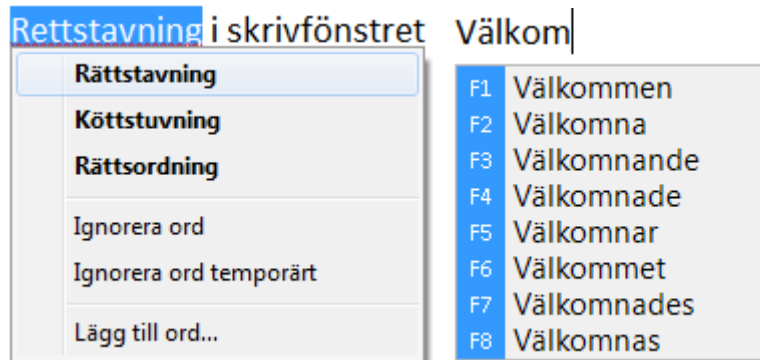 Rettstavning i skrivfönstret
Rättstavning
Köttstuvning
Rättsordning
Ignorera ord
Ignorera ord temporärt
Lägg till ord...
Välkom
F1 Välkommen
F2 Välkomna
F3 Välkomnande
F4 Välkomnade
F5 Välkomnar
F6 Välkommet
F7 Välkomnades
F8 Välkomnas